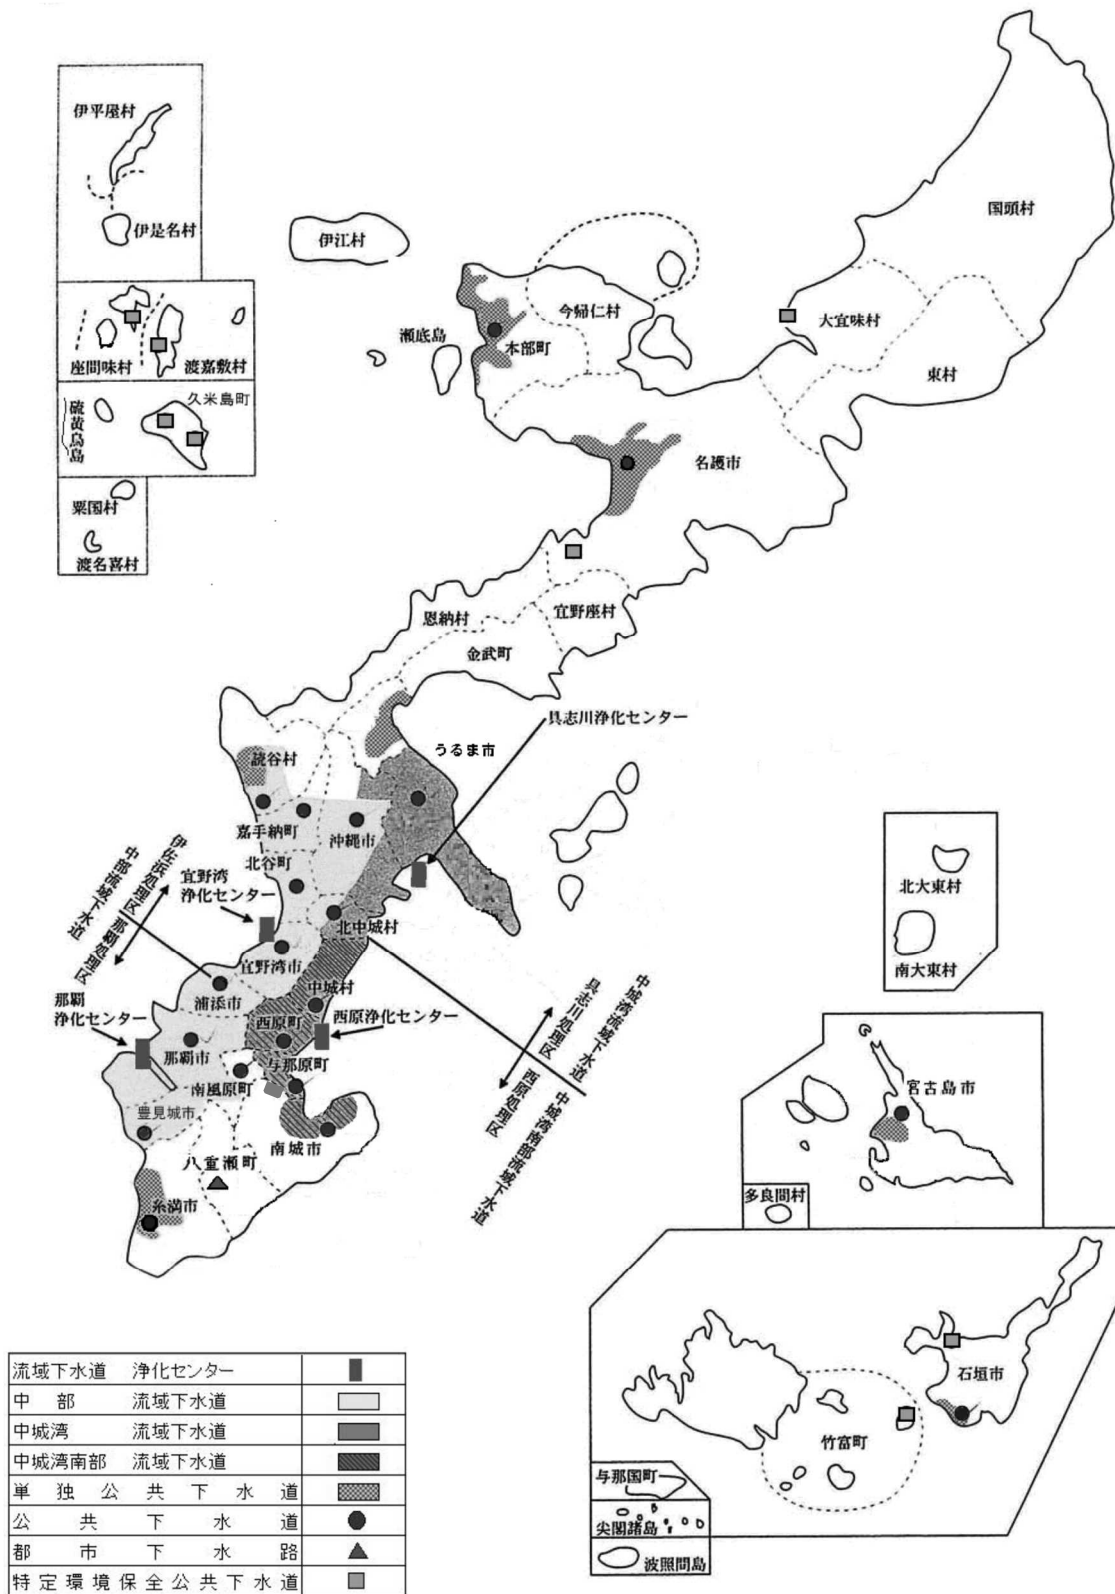 伊平屋村
伊是名村
座間味村
渡嘉敷村
久米島町
硫黄鳥島
粟国村
渡名喜村
伊江村
瀬底島
今帰仁村
本部町
国頭村
大宜味村
東村
名護市
恩納村
宜野座村
金武町
具志川浄化センター
うるま市
読谷村
嘉手納町
沖縄市
北谷町
宜野湾
浄化センター
北中城村
宜野湾市
中部流域下水道
伊佐浜処理区
那覇処理区
浦添市
中城村
那覇
浄化センター
西原町
西原浄化センター
那覇市
与那原町
南風原町
豊見城市
南城市
八重瀬町
糸満市
中城湾流域下水道
具志川処理区
西原処理区
中城湾南部流域下水道
北大東村
南大東村
宮古島市
多良間村
石垣市
竹富町
与那国町
尖閣諸島
波照間島
流域下水道 浄化センター
中部 流域下水道
中城湾 流域下水道
中城湾南部 流域下水道
単独公共下水道
公共下水道
都市下水路
特定環境保全公共下水道